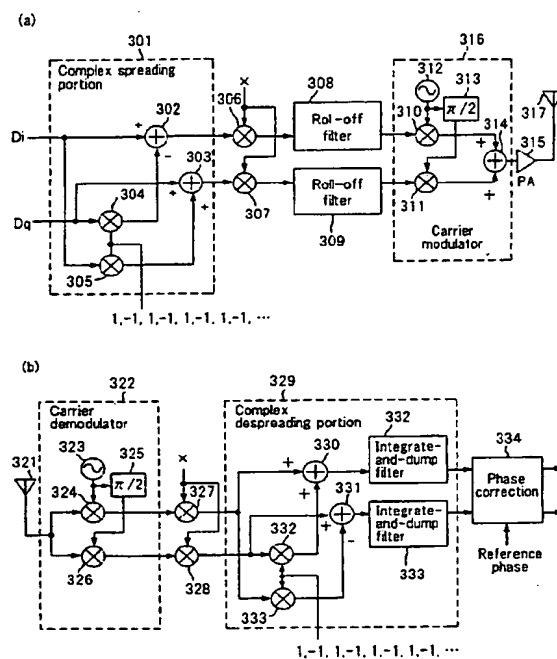 (a)
301
Complex spreading
portion
302
303
304
305
Di
Dq
+
-
+
+
1,-1, 1,-1, 1,-1, 1,-1, …
X
306
307
308
Rol-off
filter
Roll-off
filter
309
316
312
313
π/2
310
311
314
+
+
315
PA
317
Carrier
modulator
(b)
322
Carrier
demodulator
321
323
325
π/2
324
326
X
327
328
329
Complex
despreading portion
330
331
+
+
+
-
332
333
332
Integrate-
and-dump
filter
Integrate-
and-dump
filter
333
334
Phase
correction
Reference
phase
1,-1, 1,-1, 1,-1, 1,-1, …